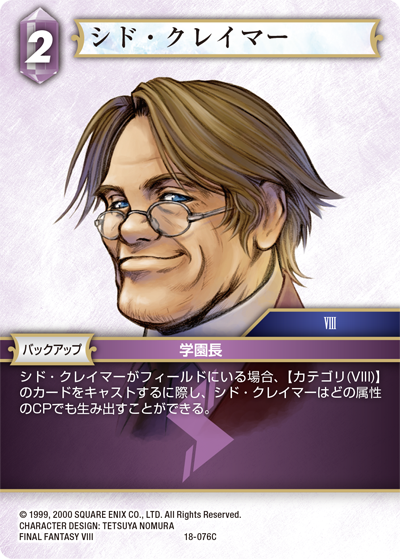 2
シド・クレイマー
VIII
バックアップ
学園長
シド・クレイマーがフィールドにいる場合、【カテゴリ(VIII)】
のカードをキャストするに際し、シド・クレイマーはどの属性
のCPでも生み出すことができる。
© 1999, 2000 SQUARE ENIX CO., LTD. All Rights Reserved.
CHARACTER DESIGN: TETSUYA NOMURA
FINAL FANTASY VIII 18-076C